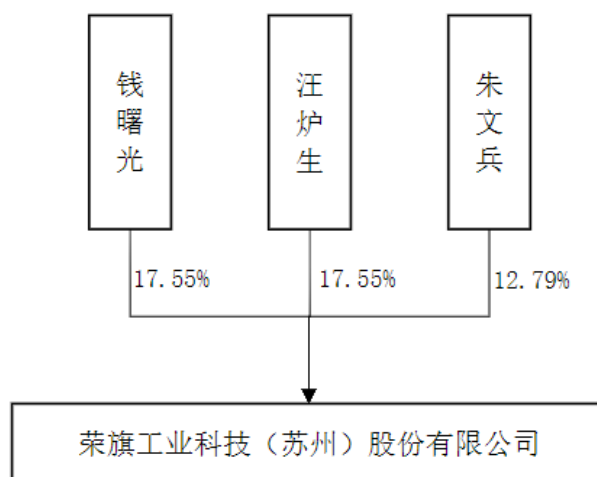 钱曙光
汪炉生
朱文兵
17.55%
17.55%
12.79%
荣旗工业科技（苏州）股份有限公司